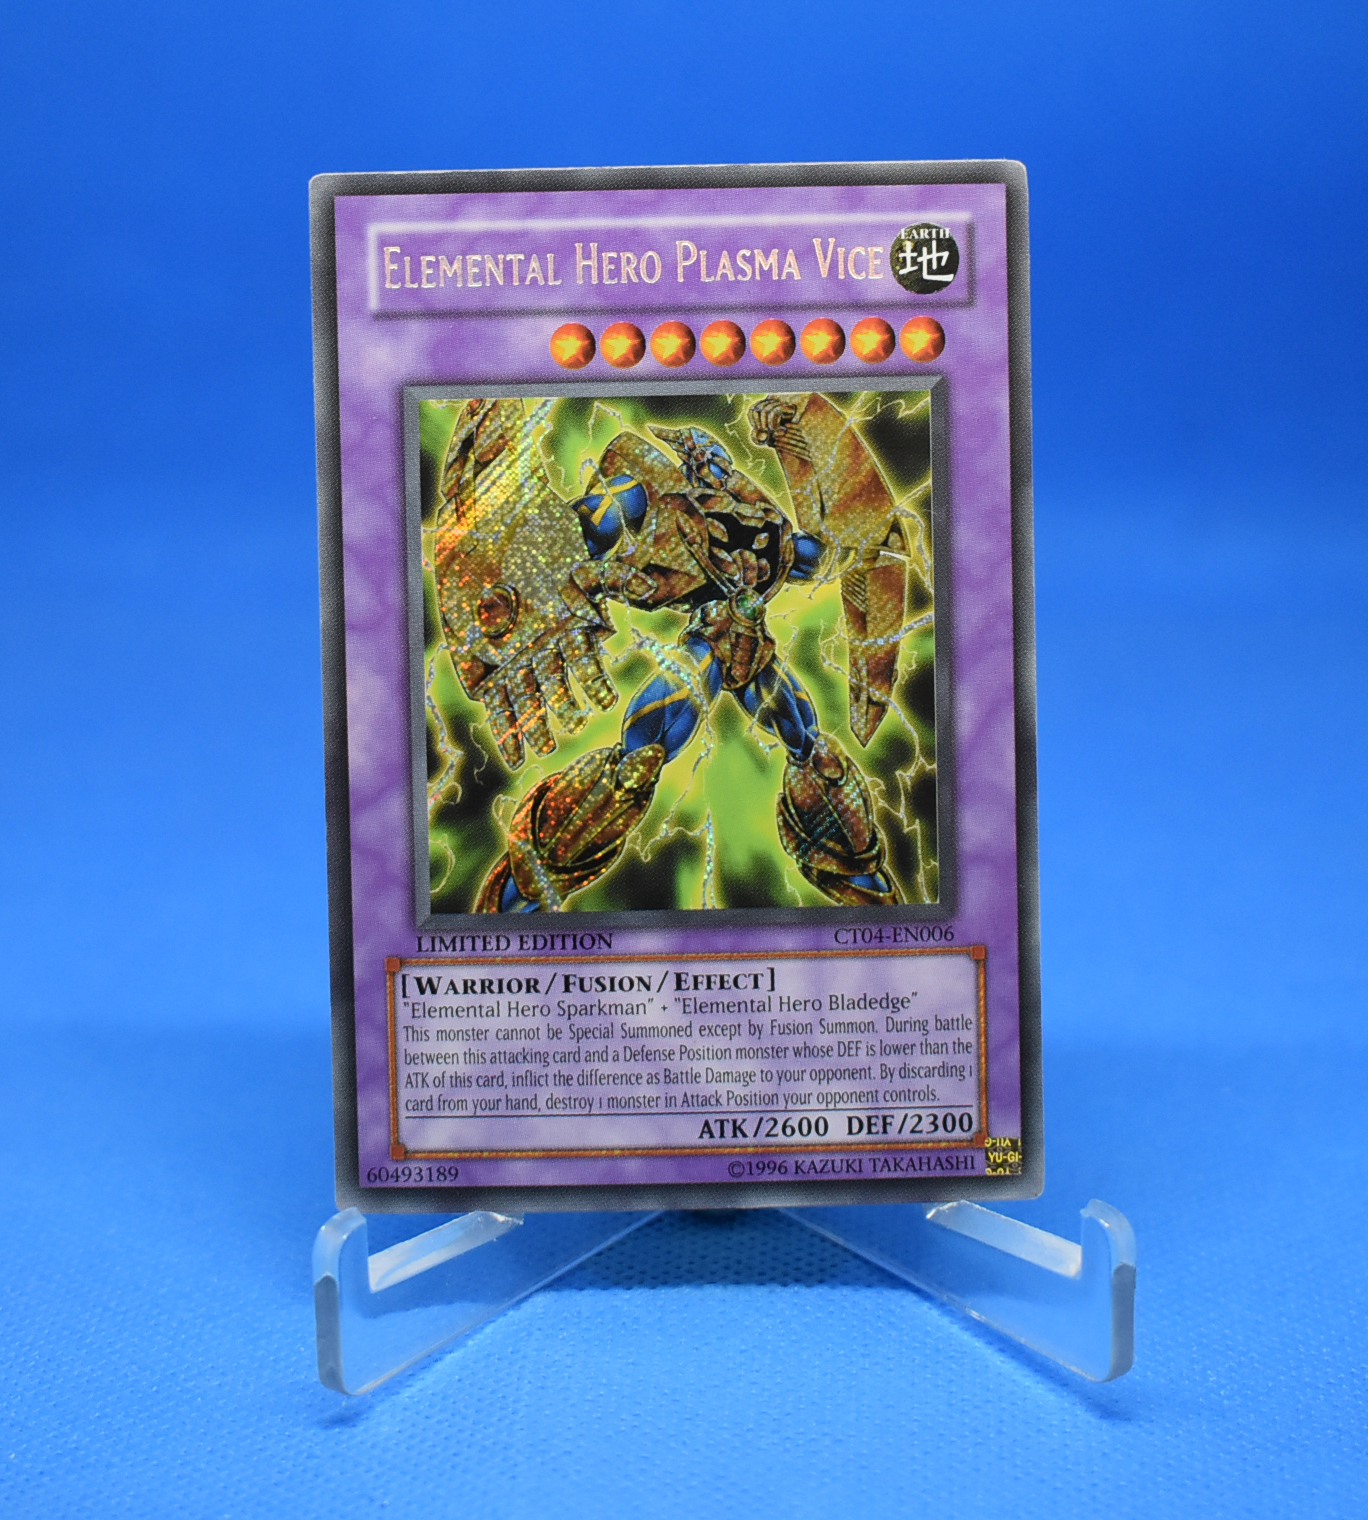 ELEMENTAL HERO PLASMA VICE
EARTH
地
LIMITED EDITION
CT04-EN006
[WARRIOR/FUSION/EFFECT]
"Elemental Hero Sparkman" + "Elemental Hero Bladedge"
This monster cannot be Special Summoned except by Fusion Summon. During battle
between this attacking card and a Defense Position monster whose DEF is lower than the
ATK of this card, inflict the difference as Battle Damage to your opponent. By discarding 1
card from your hand, destroy 1 monster in Attack Position your opponent controls.
ATK/2600 DEF/2300
60493189
©1996 KAZUKI TAKAHASHI
YU-GI-